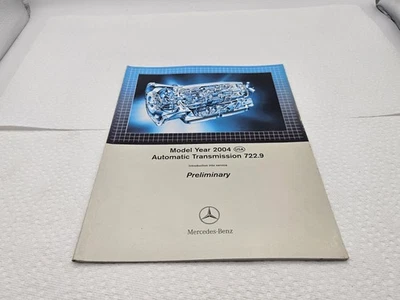 Model Year 2004 USA
Automatic Transmission 722.9
Introduction into service
Preliminary
Mercedes-Benz